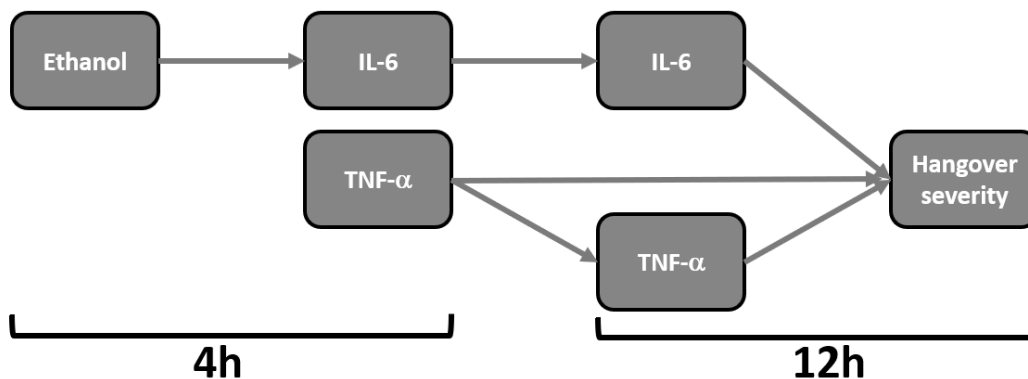 Ethanol
IL-6
IL-6
TNF-α
Hangover
severity
TNF-α
4h
12h